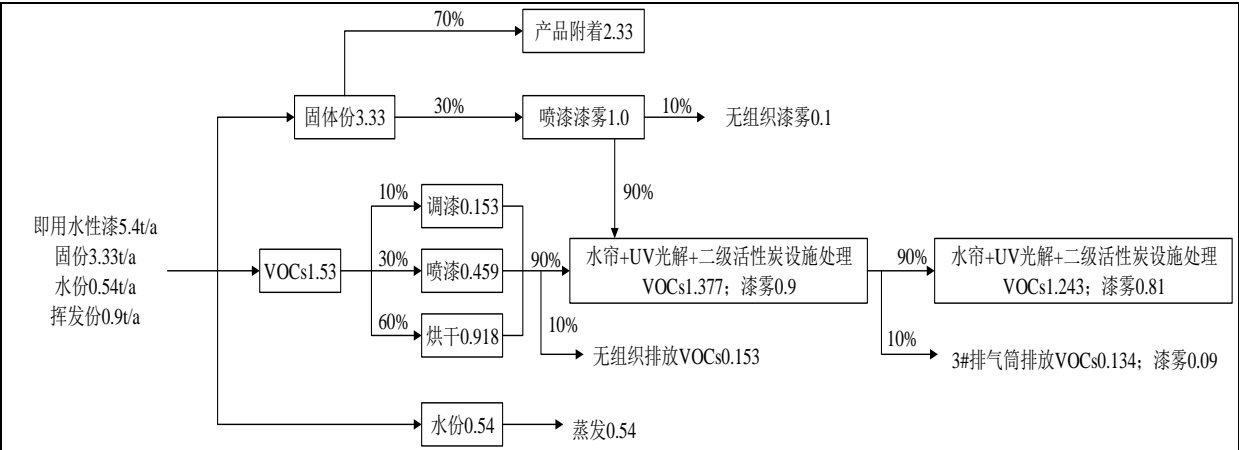 70%
产品附着2.33
固体份3.33
30%
喷漆漆雾1.0
10%
无组织漆雾0.1
90%
即用水性漆5.4t/a
固份3.33t/a
水份0.54t/a
挥发份0.9t/a
VOCs1.53
10%
调漆0.153
30%
喷漆0.459
60%
烘干0.918
90%
水帘+UV光解+二级活性炭设施处理
VOCs1.377；漆雾0.9
10%
无组织排放VOCs0.153
90%
水帘+UV光解+二级活性炭设施处理
VOCs1.243；漆雾0.81
10%
3#排气筒排放VOCs0.134；漆雾0.09
水份0.54
蒸发0.54